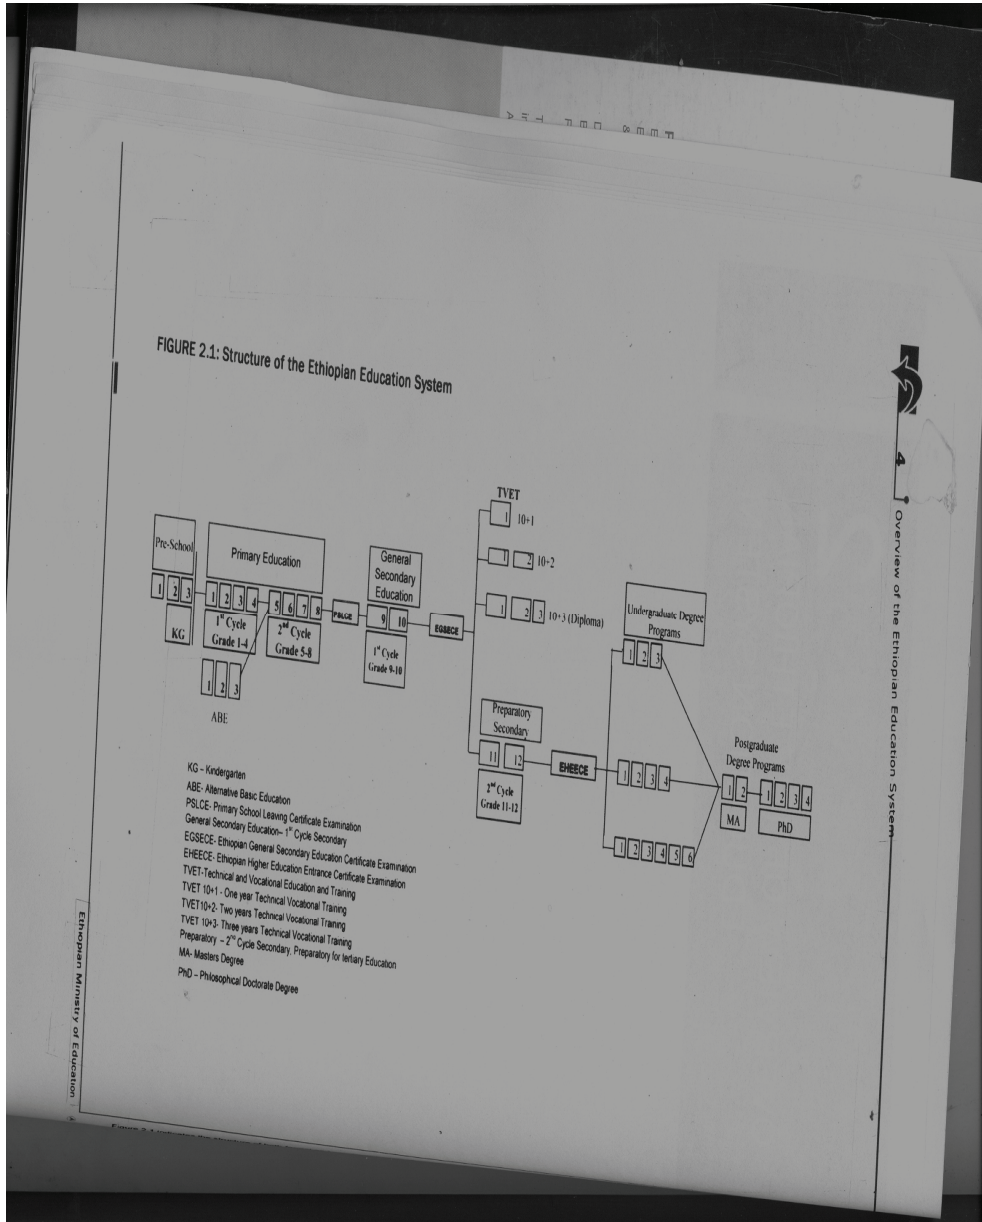 FIGURE 2.1: Structure of the Ethiopian Education System
4
Overview of the Ethiopian Education System
Pre-School
1 2 3
KG
Primary Education
1 2 3 4
1st Cycle
Grade 1-4
5 6 7 8
2nd Cycle
Grade 5-8
1 2 3
ABE
PSLCE
General
Secondary
Education
9 10
1st Cycle
Grade 9-10
EGSECE
TVET
1 10+1
1 2 10+2
1 2 3 10+3 (Diploma)
Preparatory
Secondary
11 12
2nd Cycle
Grade 11-12
EHEECE
Undergraduate Degree
Programs
1 2 3
1 2 3 4
1 2 3 4 5 6
Postgraduate
Degree Programs
1 2
MA
1 2 3 4
PhD
KG – Kindergarten
ABE- Alternative Basic Education
PSLCE- Primary School Leaving Certificate Examination
General Secondary Education– 1st Cycle Secondary
EGSECE- Ethiopian General Secondary Education Certificate Examination
EHEECE- Ethiopian Higher Education Entrance Certificate Examination
TVET-Technical and Vocational Education and Training
TVET 10+1 - One year Technical Vocational Training
TVET10+2- Two years Technical Vocational Training
TVET 10+3- Three years Technical Vocational Training
Preparatory – 2nd Cycle Secondary, Preparatory for tertiary Education
MA- Masters Degree
PhD – Philosophical Doctorate Degree
Ethiopian Ministry of Education